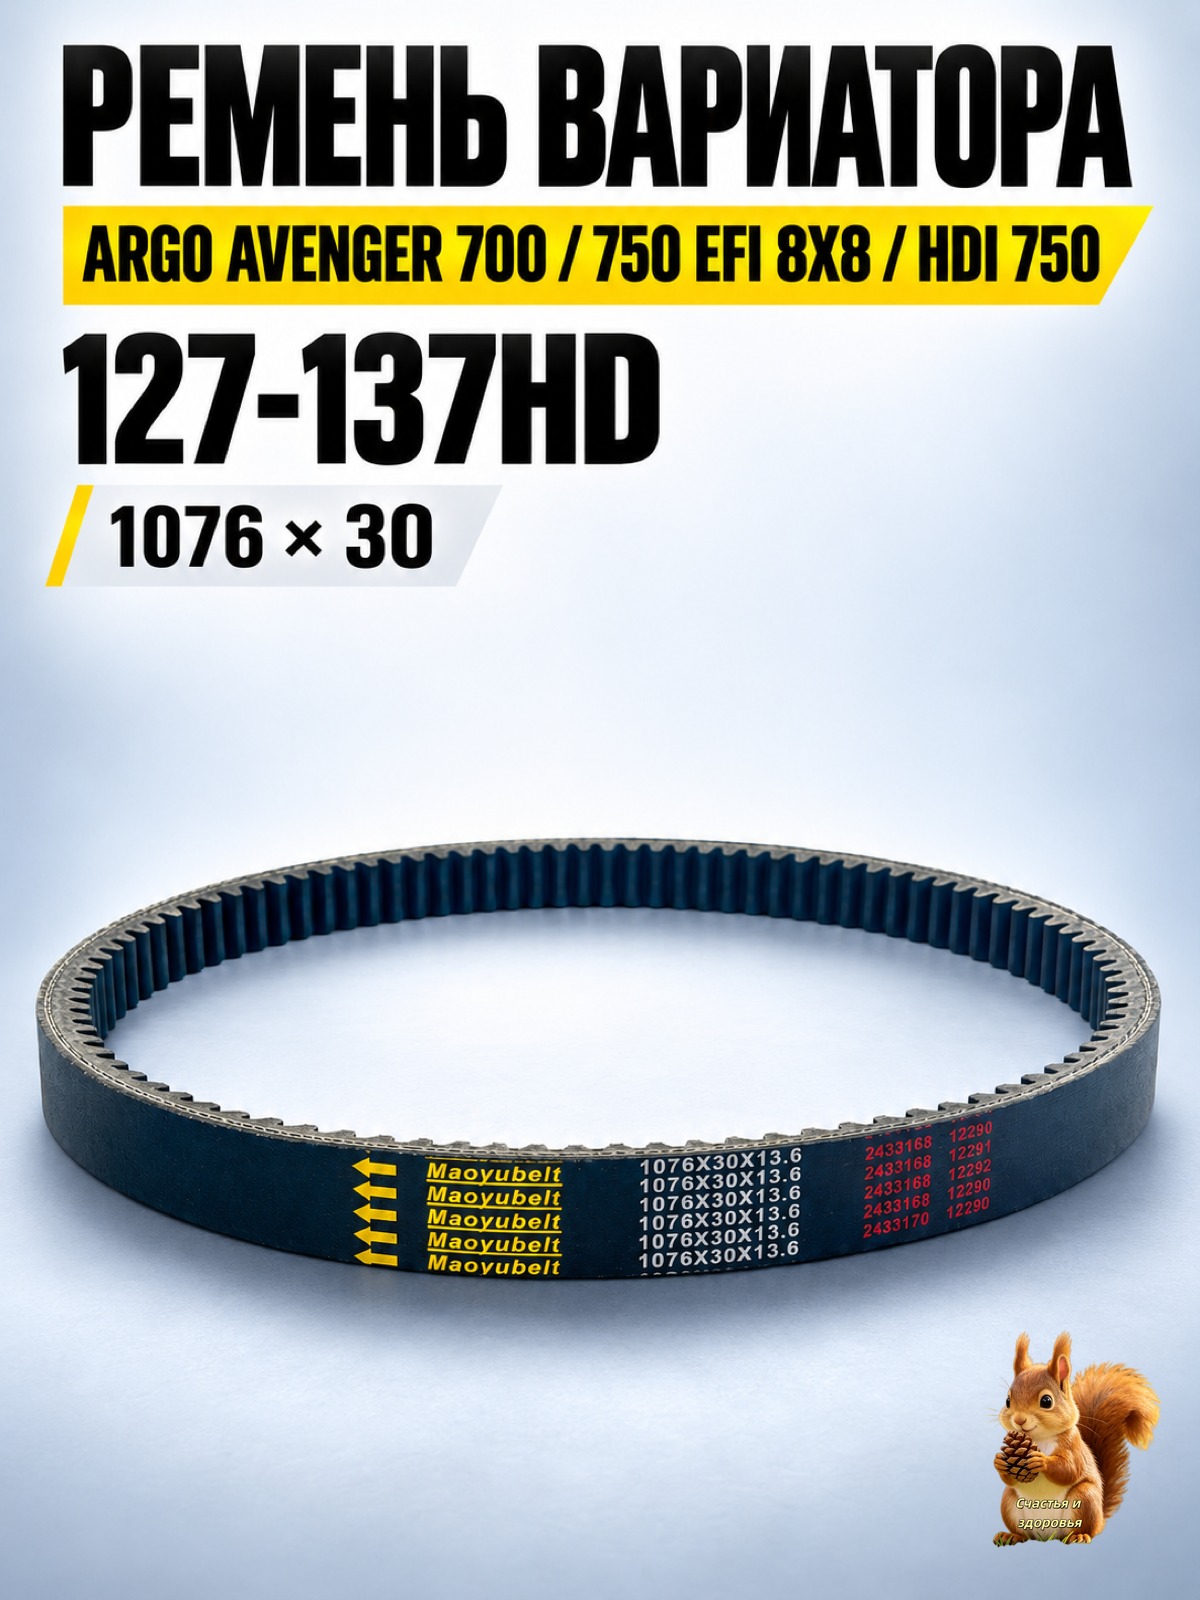 РЕМЕНЬ ВАРИАТОРА
ARGO AVENGER 700 / 750 EFI 8X8 / HDI 750
127-137HD
1076 × 30
Maoyubelt 1076X30X13.6 2433168 12290
Maoyubelt 1076X30X13.6 2433168 12291
Maoyubelt 1076X30X13.6 2433168 12292
Maoyubelt 1076X30X13.6 2433168 12290
Maoyubelt 1076X30X13.6 2433170 12290
Счастья и
здоровья